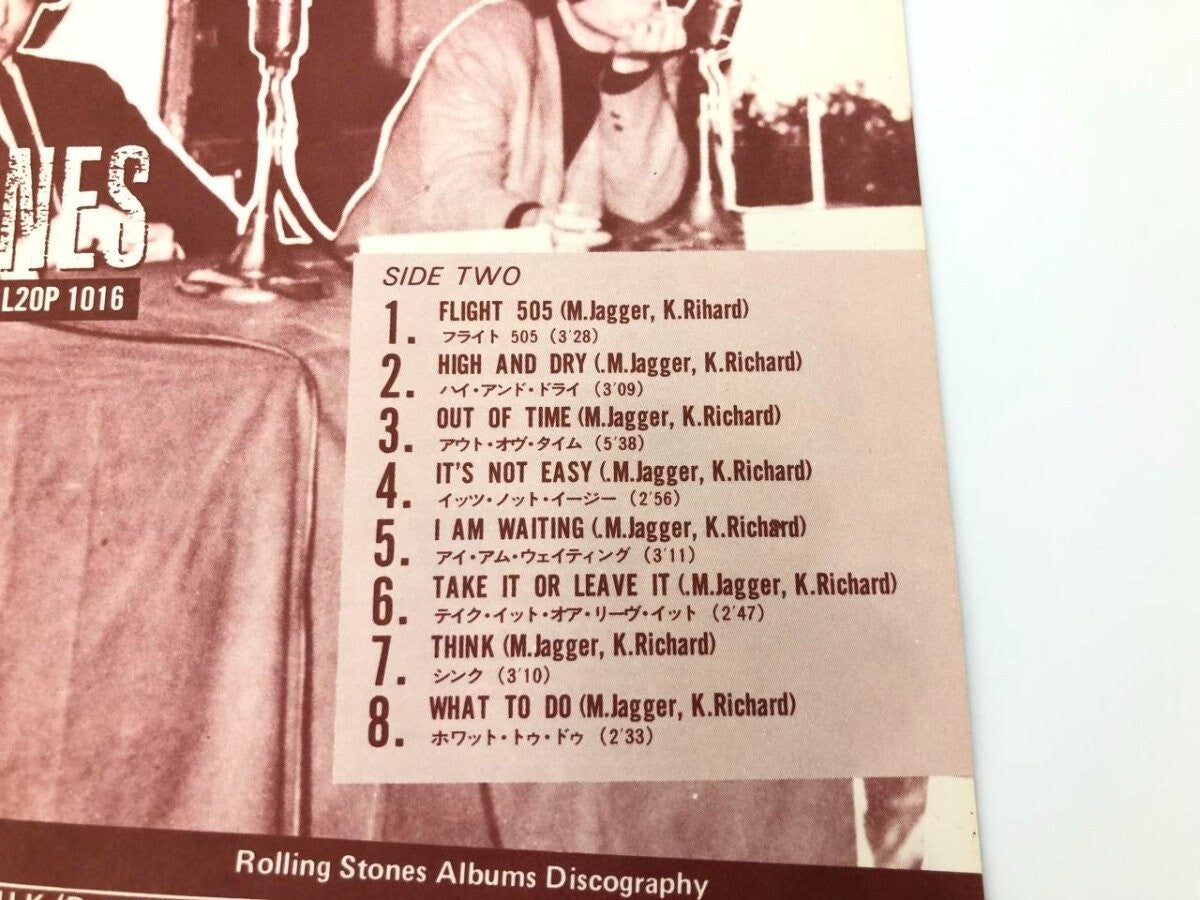 NES
L20P 1016
SIDE TWO
1. FLIGHT 505 (M.Jagger, K.Rihard)
フライト 505 (3'28)
2. HIGH AND DRY (.M.Jagger, K.Richard)
ハイ・アンド・ドライ (3'09)
3. OUT OF TIME (M.Jagger, K.Richard)
アウト・オヴ・タイム (5'38)
4. IT'S NOT EASY (.M.Jagger, K.Richard)
イッツ・ノット・イージー (2'56)
5. I AM WAITING (.M.Jagger, K.Richard)
アイ・アム・ウェイティング (3'11)
6. TAKE IT OR LEAVE IT (.M.Jagger, K.Richard)
テイク・イット・オア・リーヴ・イット (2'47)
7. THINK (M.Jagger, K.Richard)
シンク (3'10)
8. WHAT TO DO (M.Jagger, K.Richard)
ホワット・トゥ・ドゥ (2'33)
Rolling Stones Albums Discography